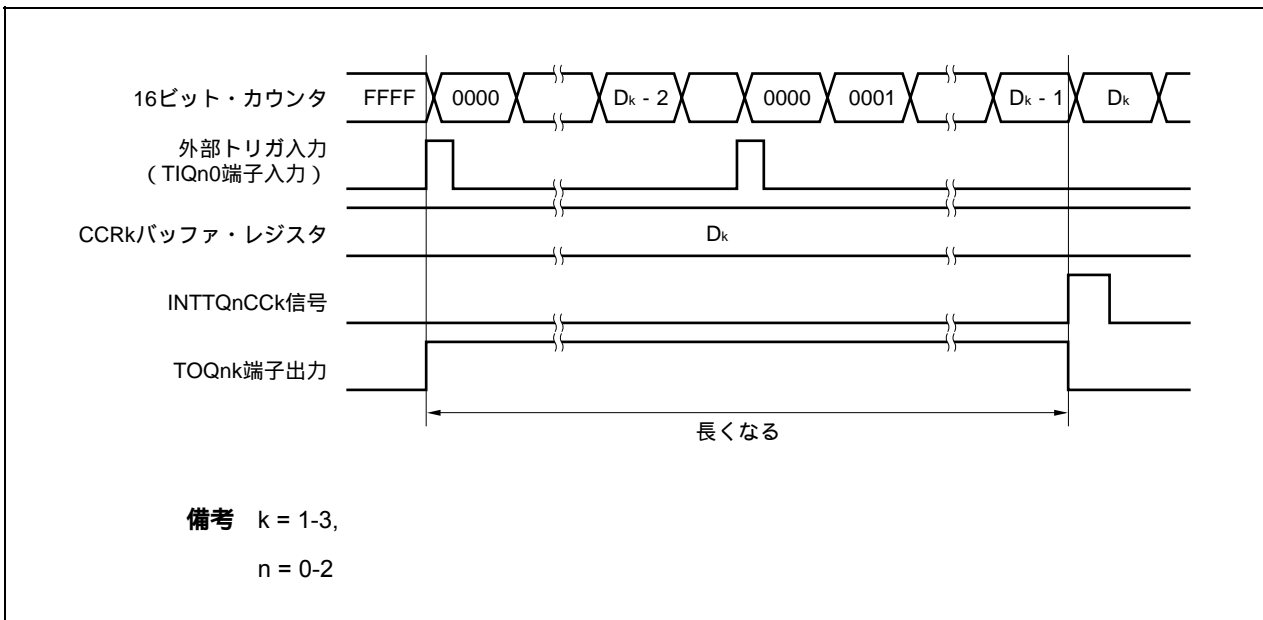 16ビット・カウンタ FFFF 0000 Dk - 2 0000 0001 Dk - 1 Dk
外部トリガ入力
（TIQn0端子入力）
CCRkバッファ・レジスタ Dk
INTTQnCCk信号
TOQnk端子出力
長くなる
備考 k = 1-3,
n = 0-2